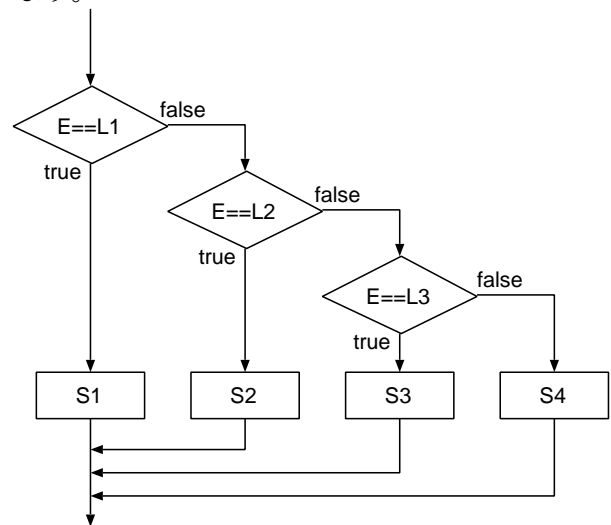 false
E==L1
true
false
E==L2
true
false
E==L3
true
S1 S2 S3 S4